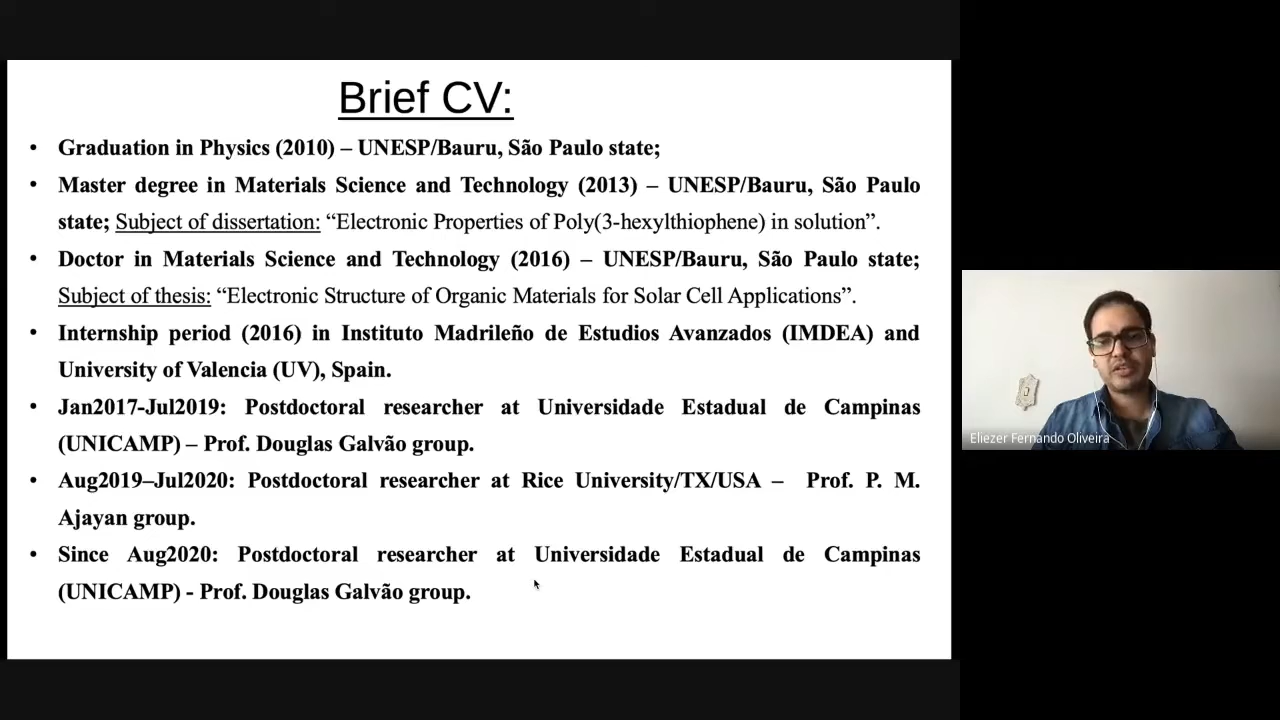 Brief CV:
• Graduation in Physics (2010) – UNESP/Bauru, São Paulo state;
• Master degree in Materials Science and Technology (2013) – UNESP/Bauru, São Paulo
state; Subject of dissertation: “Electronic Properties of Poly(3-hexylthiophene) in solution”.
• Doctor in Materials Science and Technology (2016) – UNESP/Bauru, São Paulo state;
Subject of thesis: “Electronic Structure of Organic Materials for Solar Cell Applications”.
• Internship period (2016) in Instituto Madrileño de Estudios Avanzados (IMDEA) and
University of Valencia (UV), Spain.
• Jan2017-Jul2019: Postdoctoral researcher at Universidade Estadual de Campinas
(UNICAMP) – Prof. Douglas Galvão group.
• Aug2019–Jul2020: Postdoctoral researcher at Rice University/TX/USA – Prof. P. M.
Ajayan group.
• Since Aug2020: Postdoctoral researcher at Universidade Estadual de Campinas
(UNICAMP) - Prof. Douglas Galvão group.
Eliezer Fernando Oliveira